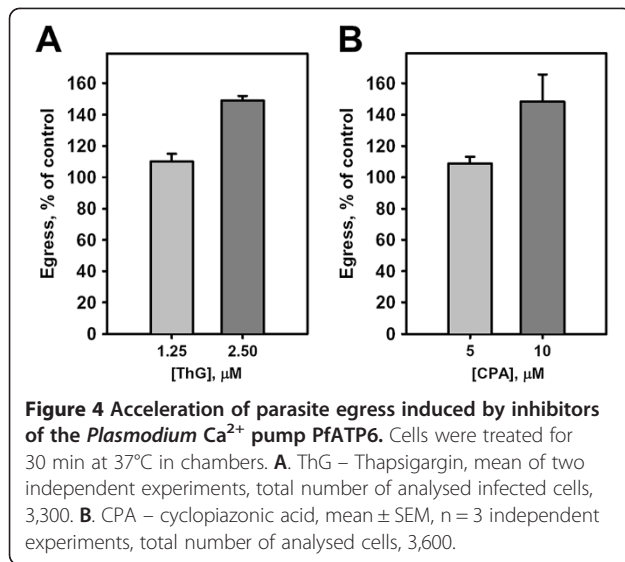 A
B
160
140
120
100
80
60
40
20
0
Egress, % of control
1.25 2.50
[ThG], µM
160
140
120
100
80
60
40
20
0
Egress, % of control
5 10
[CPA], µM
Figure 4 Acceleration of parasite egress induced by inhibitors
of the Plasmodium Ca²⁺ pump PfATP6. Cells were treated for
30 min at 37°C in chambers. A. ThG – Thapsigargin, mean of two
independent experiments, total number of analysed infected cells,
3,300. B. CPA – cyclopiazonic acid, mean ± SEM, n = 3 independent
experiments, total number of analysed cells, 3,600.